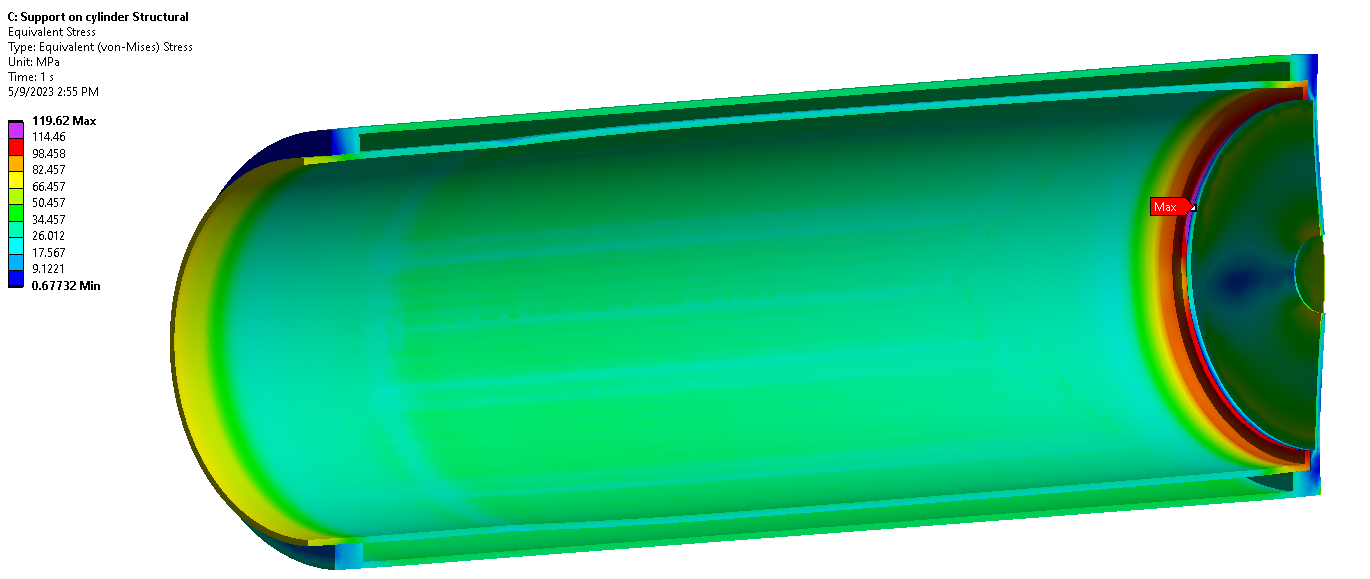 C: Support on cylinder Structural
Equivalent Stress
Type: Equivalent (von-Mises) Stress
Unit: MPa
Time: 1 s
5/9/2023 2:55 PM
119.62 Max
114.46
98.458
82.457
66.457
50.457
34.457
26.012
17.567
9.1221
0.67732 Min
Max